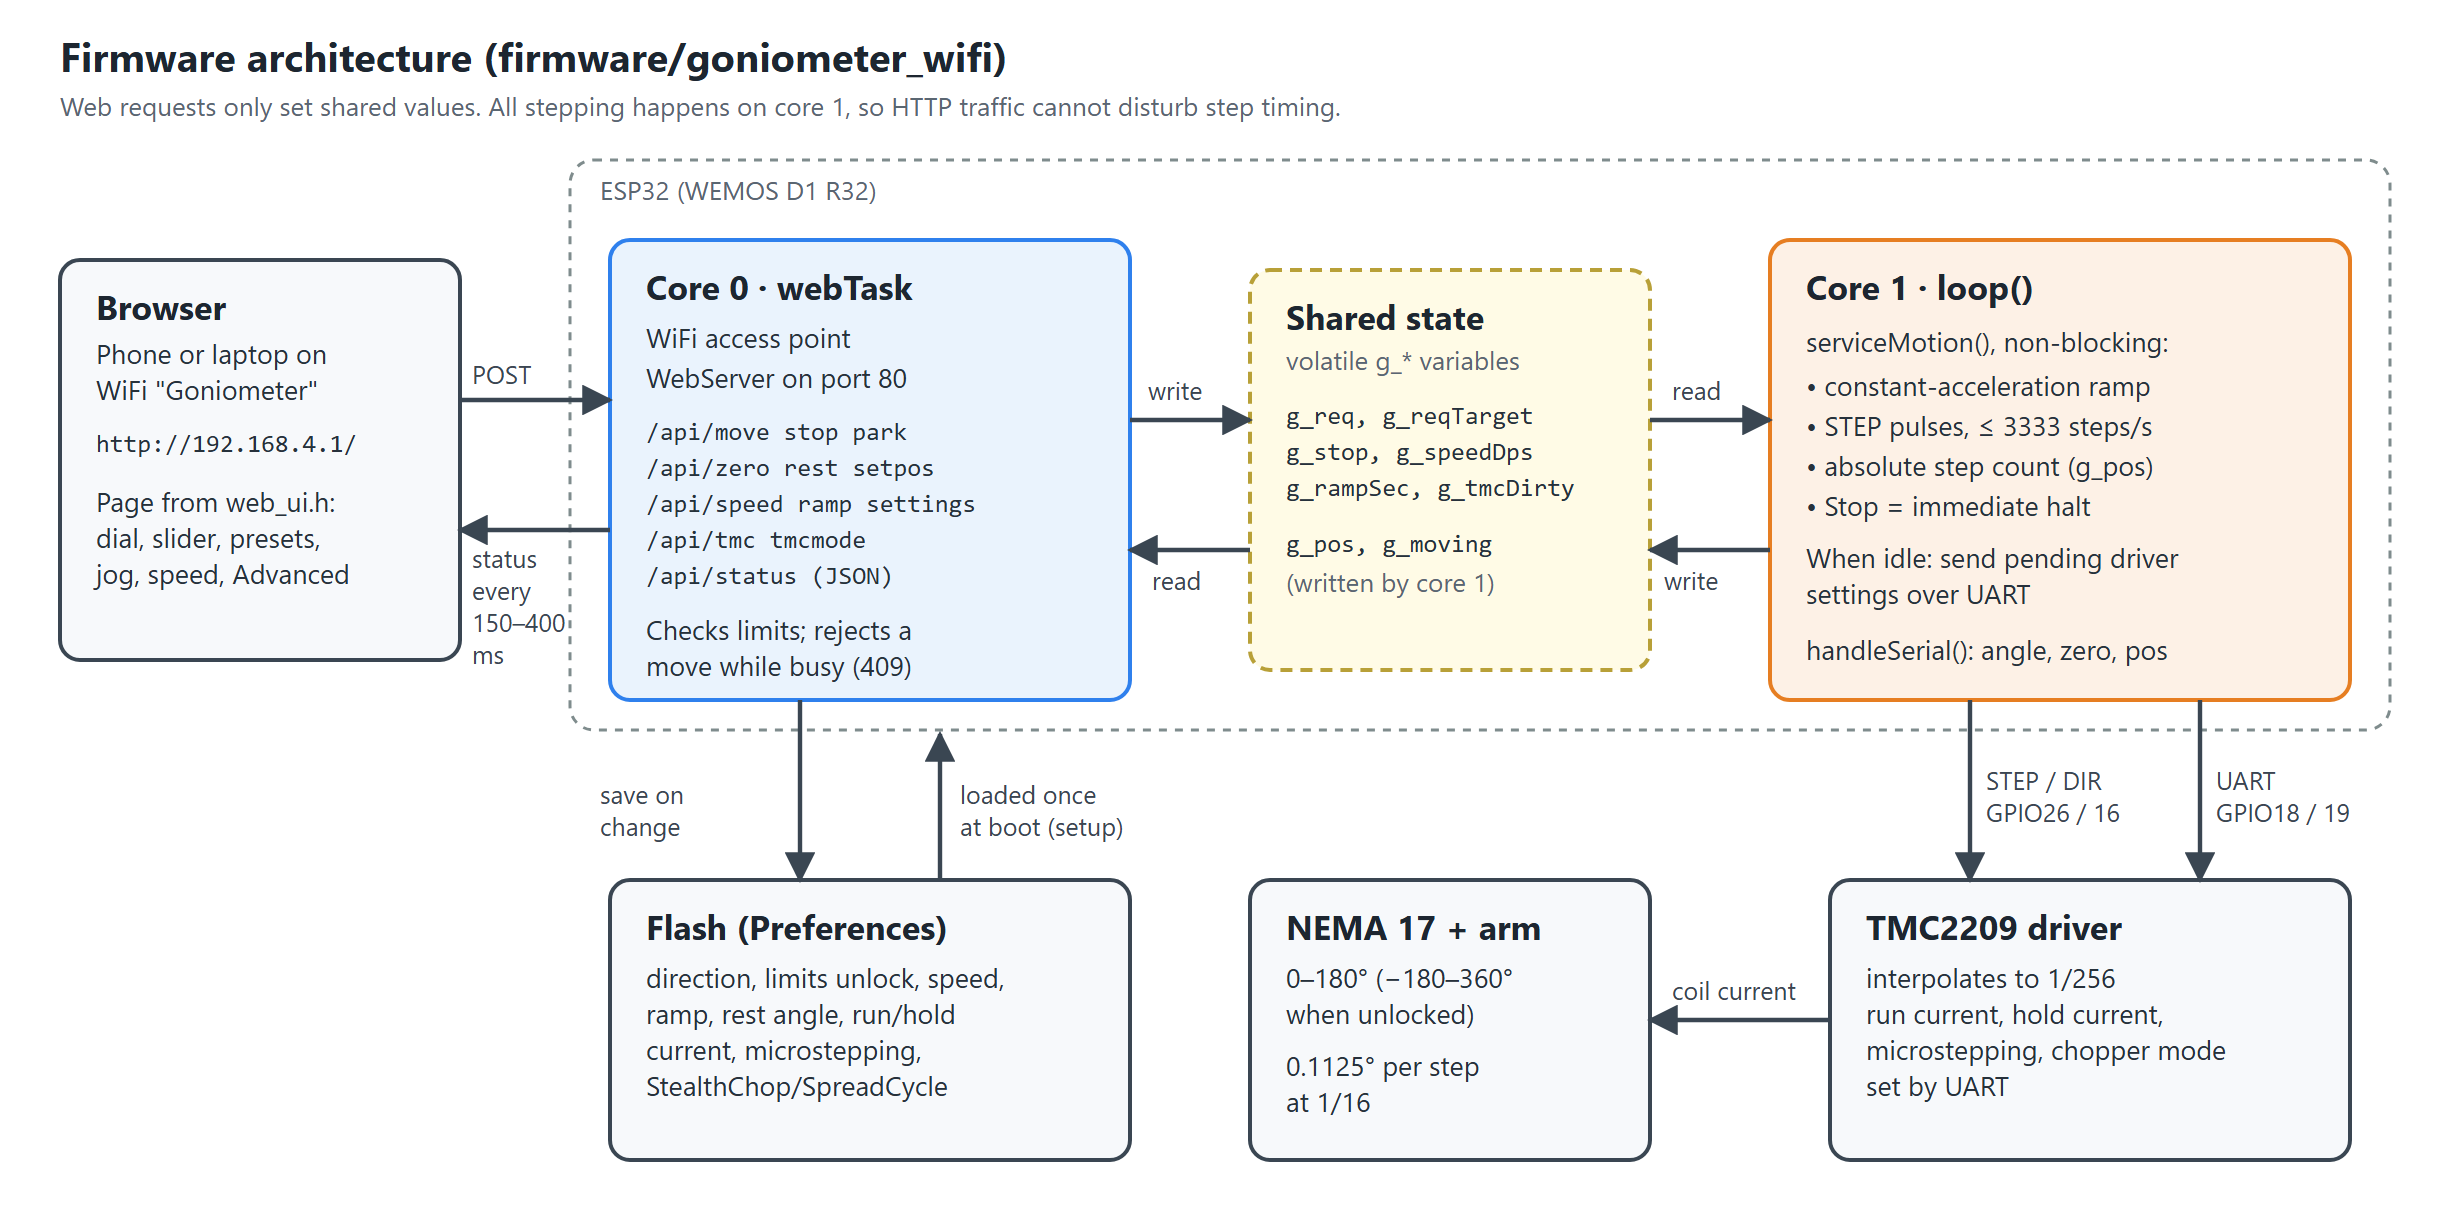 Firmware architecture (firmware/goniometer_wifi)
Web requests only set shared values. All stepping happens on core 1, so HTTP traffic cannot disturb step timing.
ESP32 (WEMOS D1 R32)
Browser
Phone or laptop on
WiFi "Goniometer"
http://192.168.4.1/
Page from web_ui.h:
dial, slider, presets,
jog, speed, Advanced
POST
status
every
150–400
ms
Core 0 · webTask
WiFi access point
WebServer on port 80
/api/move stop park
/api/zero rest setpos
/api/speed ramp settings
/api/tmc tmcmode
/api/status (JSON)
Checks limits; rejects a
move while busy (409)
write
read
Shared state
volatile g_* variables
g_req, g_reqTarget
g_stop, g_speedDps
g_rampSec, g_tmcDirty
g_pos, g_moving
(written by core 1)
read
write
Core 1 · loop()
serviceMotion(), non-blocking:
• constant-acceleration ramp
• STEP pulses, ≤ 3333 steps/s
• absolute step count (g_pos)
• Stop = immediate halt
When idle: send pending driver
settings over UART
handleSerial(): angle, zero, pos
save on
change
loaded once
at boot (setup)
STEP / DIR
GPIO26 / 16
UART
GPIO18 / 19
Flash (Preferences)
direction, limits unlock, speed,
ramp, rest angle, run/hold
current, microstepping,
StealthChop/SpreadCycle
NEMA 17 + arm
0–180° (−180–360°
when unlocked)
0.1125° per step
at 1/16
coil current
TMC2209 driver
interpolates to 1/256
run current, hold current,
microstepping, chopper mode
set by UART